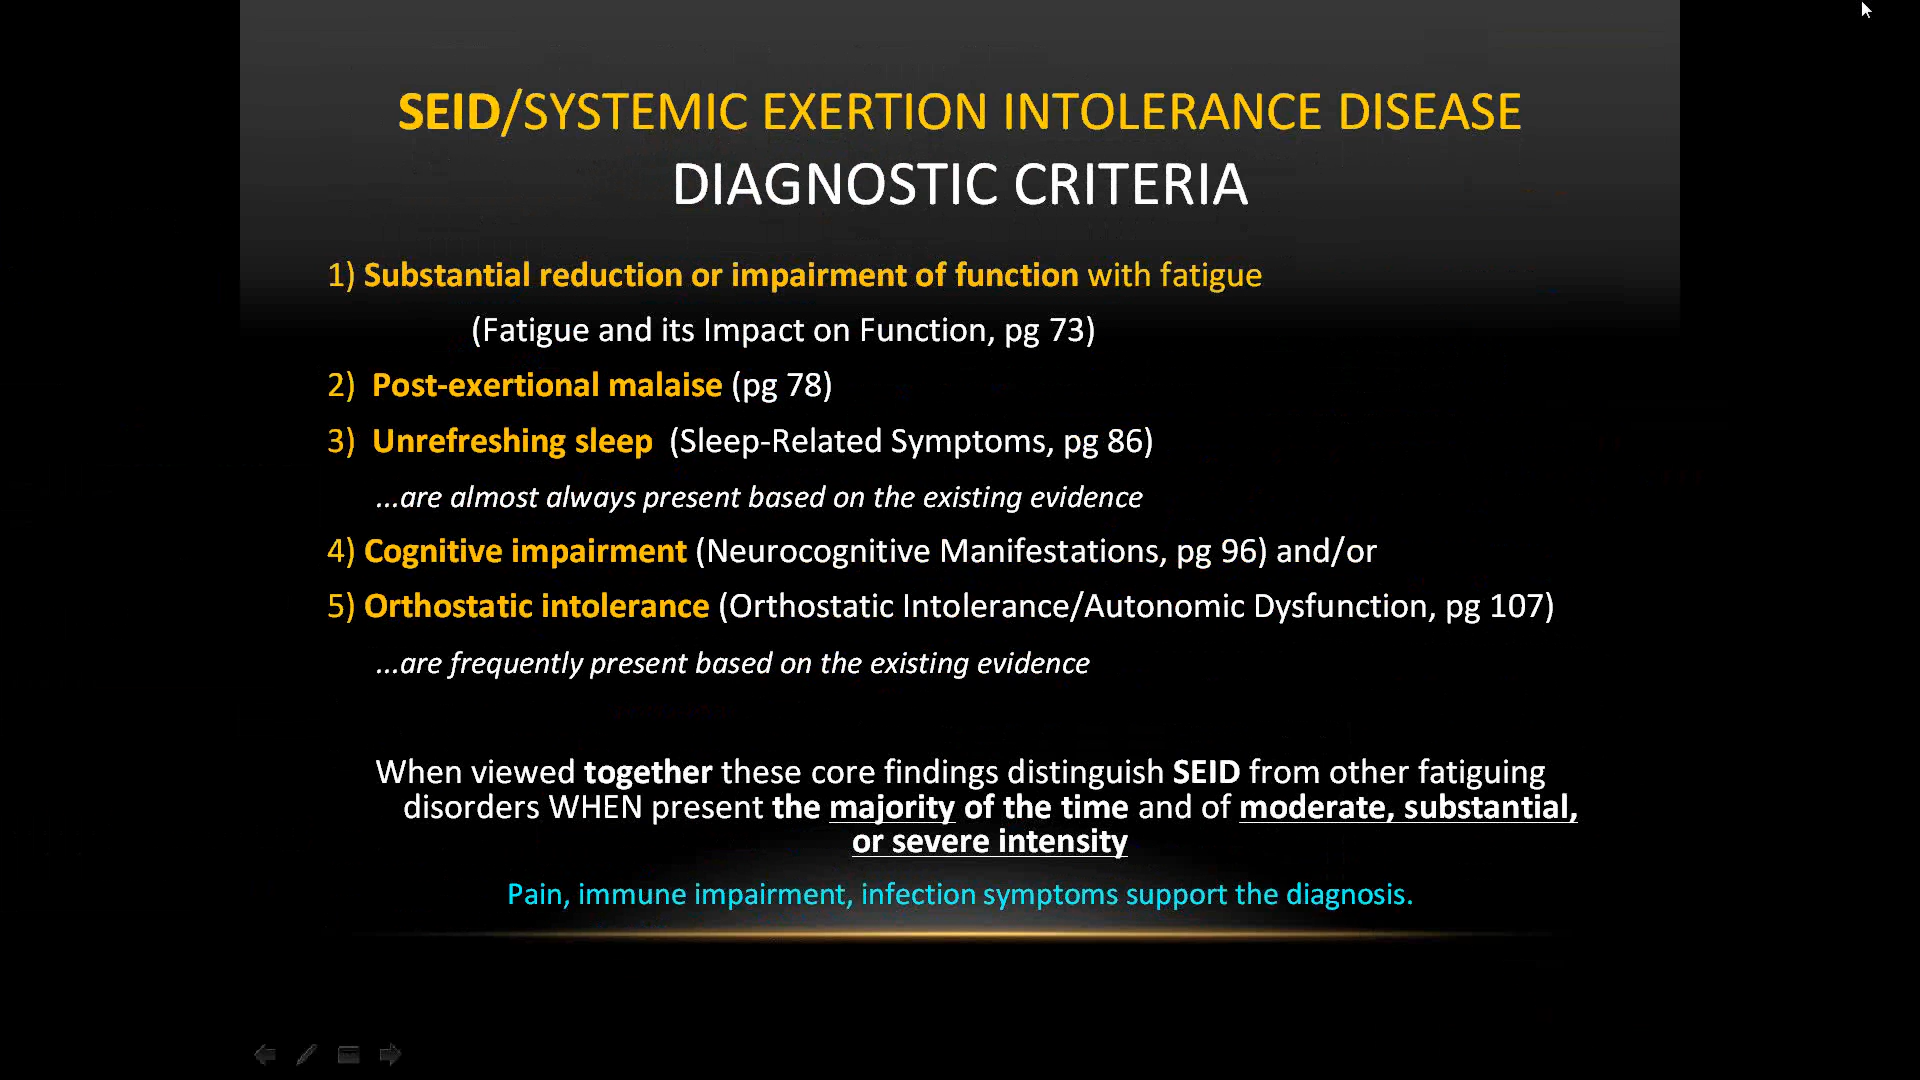 SEID/SYSTEMIC EXERTION INTOLERANCE DISEASE
DIAGNOSTIC CRITERIA
1) Substantial reduction or impairment of function with fatigue
(Fatigue and its Impact on Function, pg 73)
2) Post-exertional malaise (pg 78)
3) Unrefreshing sleep (Sleep-Related Symptoms, pg 86)
...are almost always present based on the existing evidence
4) Cognitive impairment (Neurocognitive Manifestations, pg 96) and/or
5) Orthostatic intolerance (Orthostatic Intolerance/Autonomic Dysfunction, pg 107)
...are frequently present based on the existing evidence
When viewed together these core findings distinguish SEID from other fatiguing
disorders WHEN present the majority of the time and of moderate, substantial,
or severe intensity
Pain, immune impairment, infection symptoms support the diagnosis.